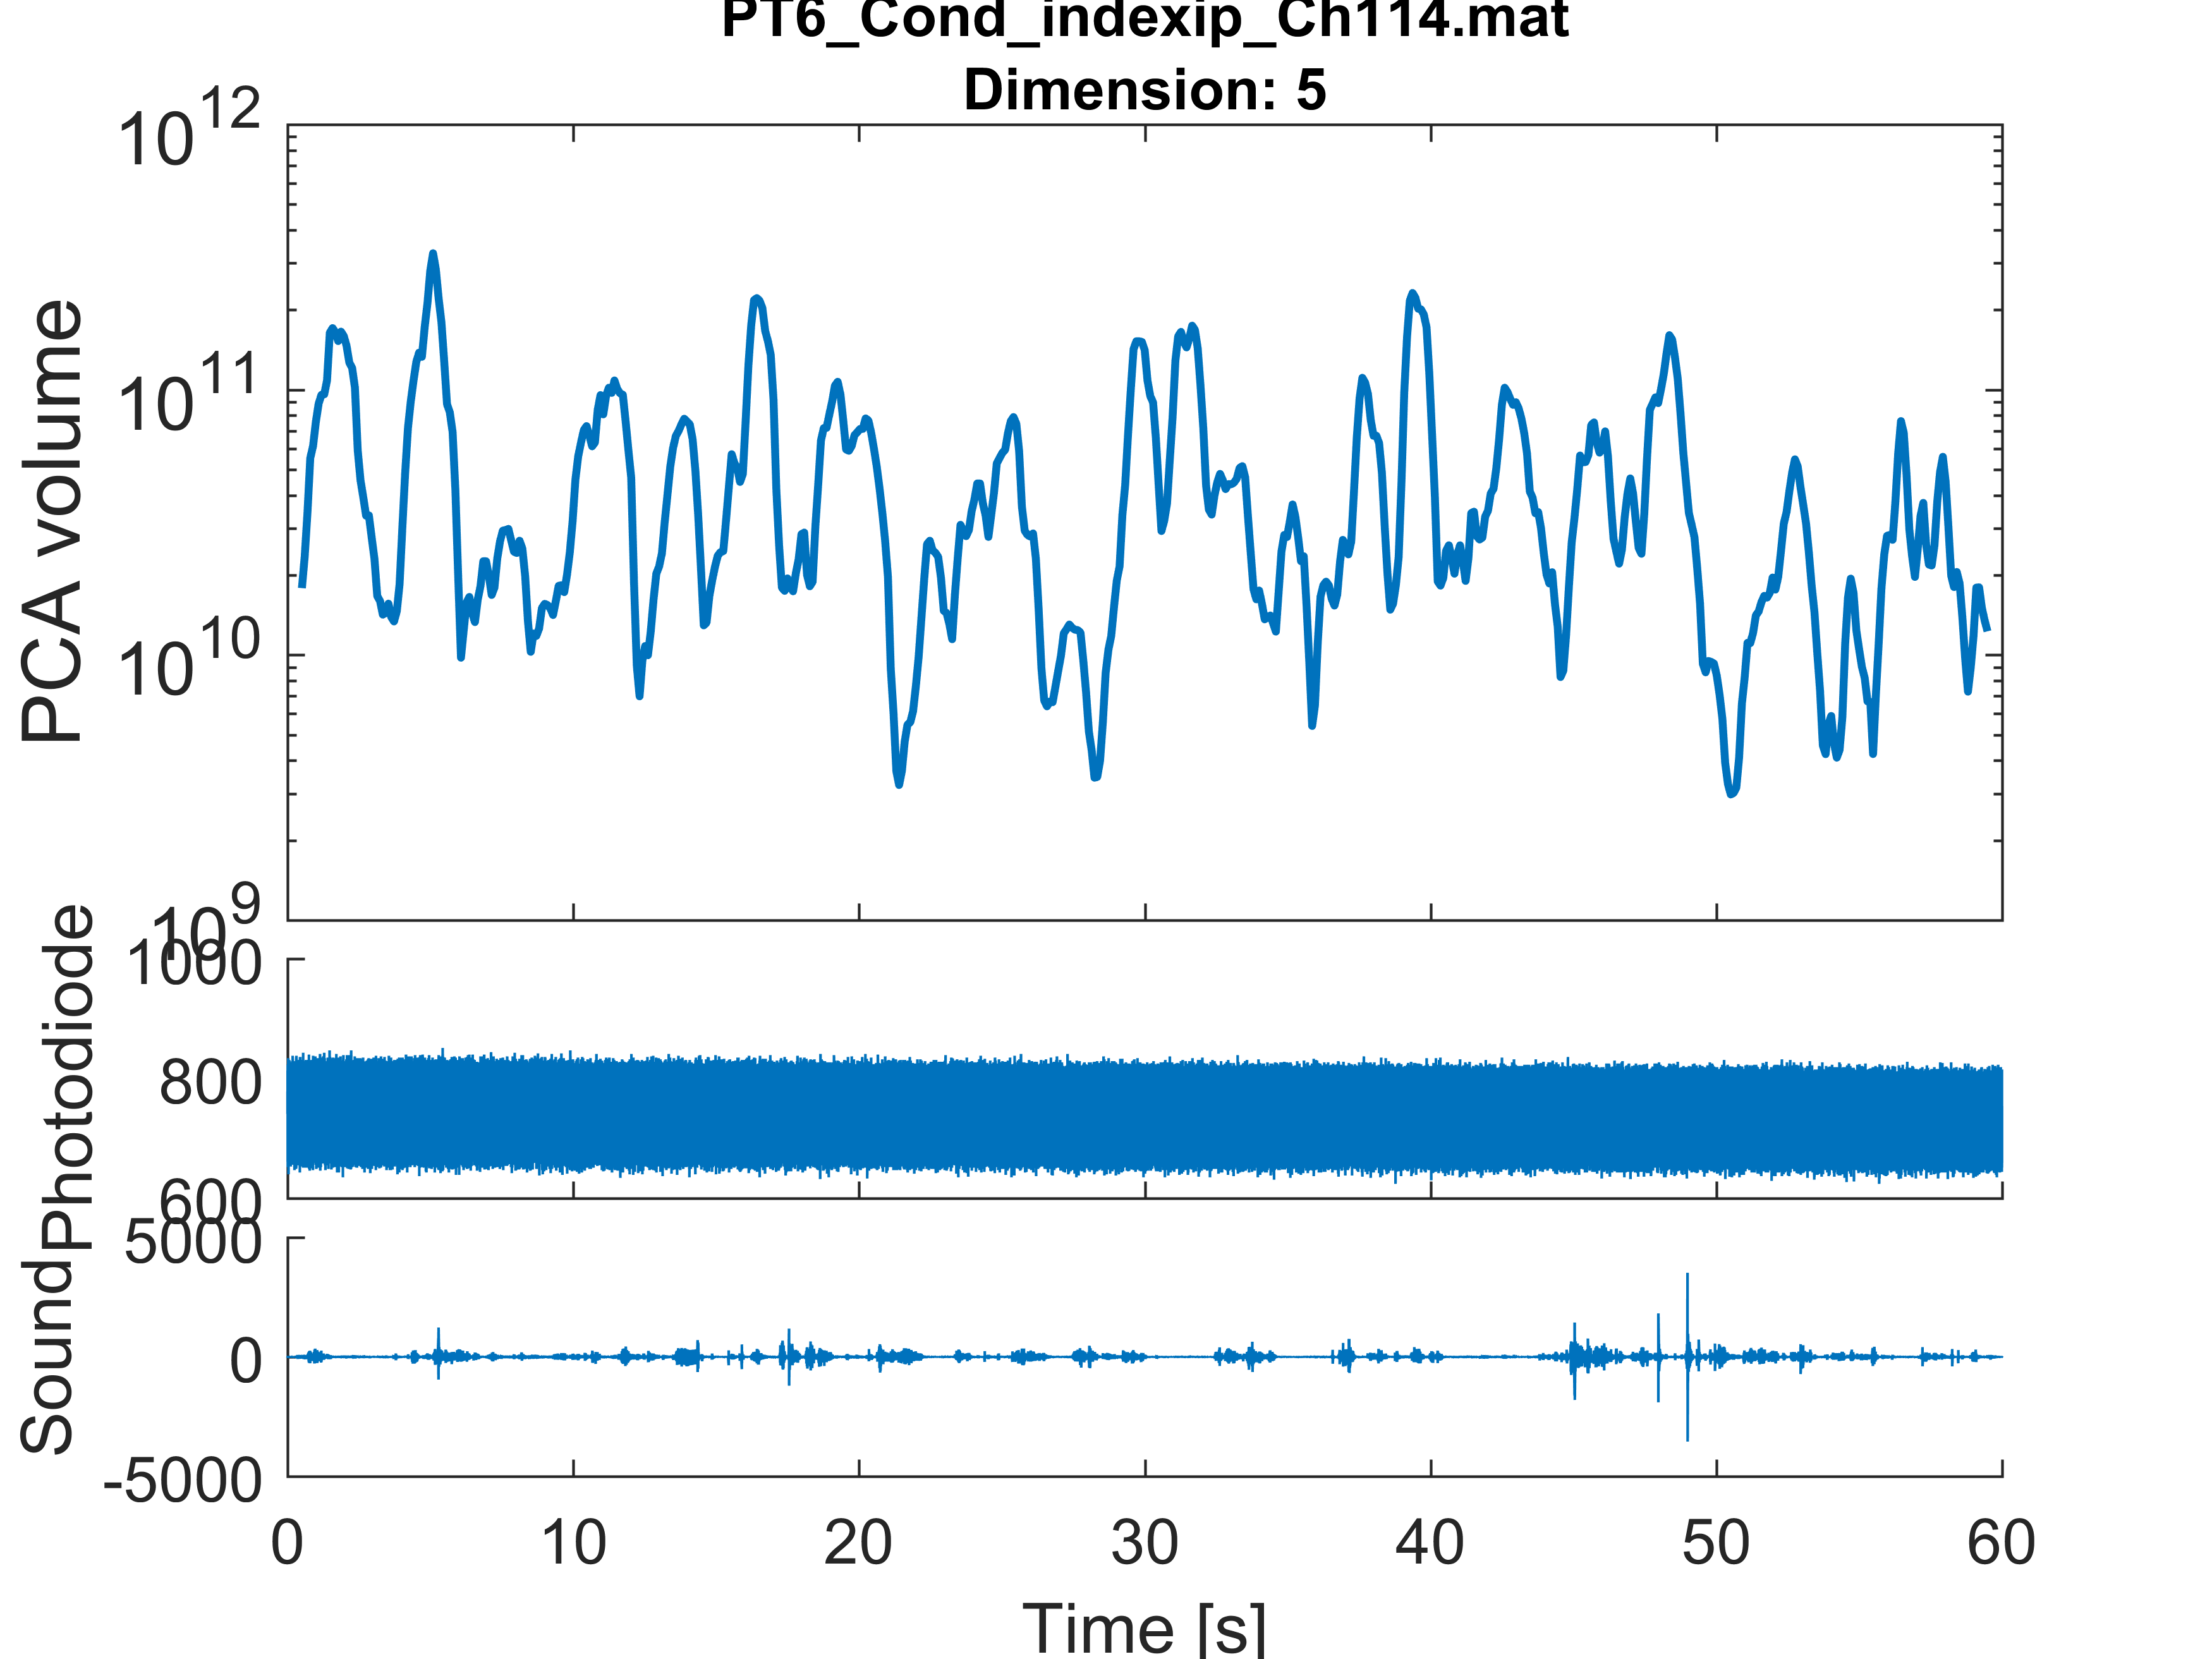 PT6_Cond_indexip_Ch114.mat
Dimension: 5
PCA volume
10^12
10^11
10^10
10^9
Photodiode
1000
800
600
Sound
5000
0
-5000
0 10 20 30 40 50 60
Time [s]